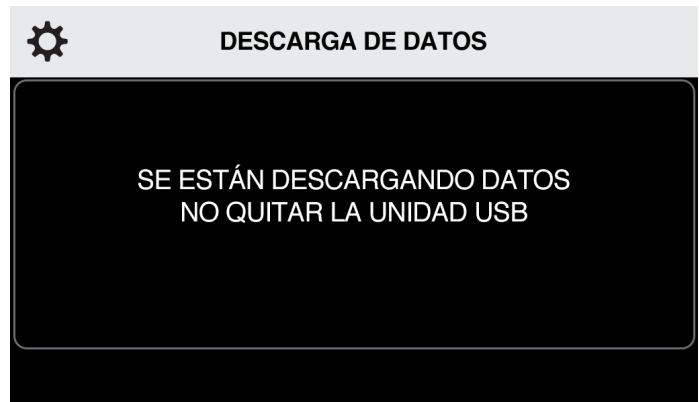 DESCARGA DE DATOS
SE ESTÁN DESCARGANDO DATOS
NO QUITAR LA UNIDAD USB